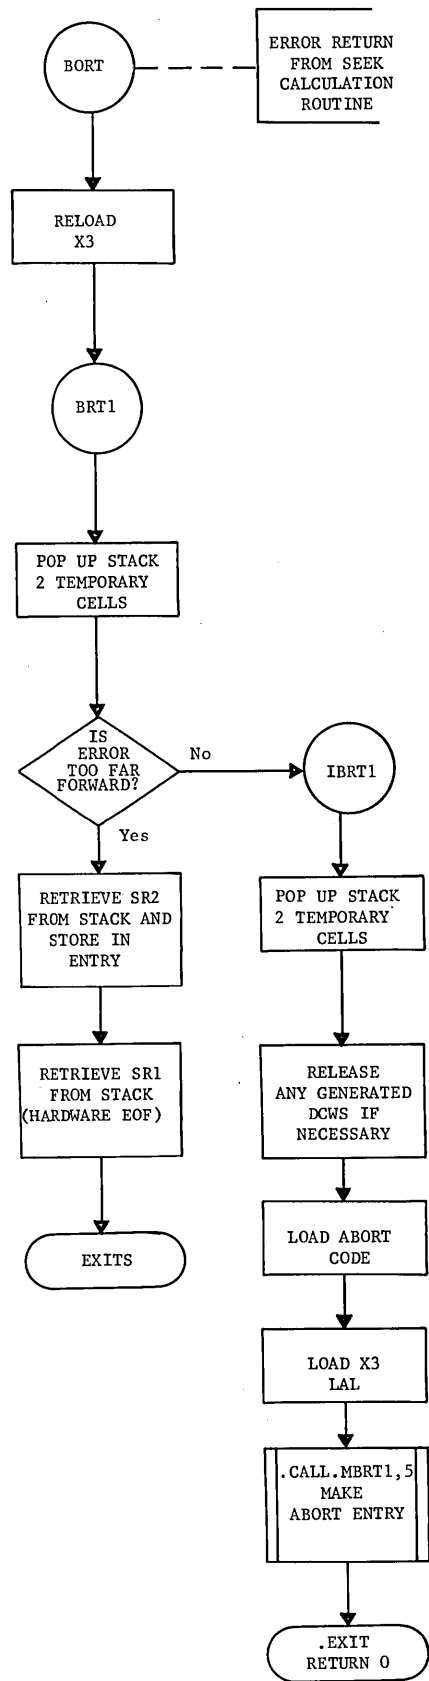 BORT
ERROR RETURN
FROM SEEK
CALCULATION
ROUTINE
RELOAD
X3
BRT1
POP UP STACK
2 TEMPORARY
CELLS
IS
ERROR
TOO FAR
FORWARD?
No
Yes
IBRT1
RETRIEVE SR2
FROM STACK AND
STORE IN
ENTRY
RETRIEVE SR1
FROM STACK
(HARDWARE EOF)
EXITS
POP UP STACK
2 TEMPORARY
CELLS
RELEASE
ANY GENERATED
DCWS IF
NECESSARY
LOAD ABORT
CODE
LOAD X3
LAL
.CALL.MBRT1,5
MAKE
ABORT ENTRY
.EXIT
RETURN 0